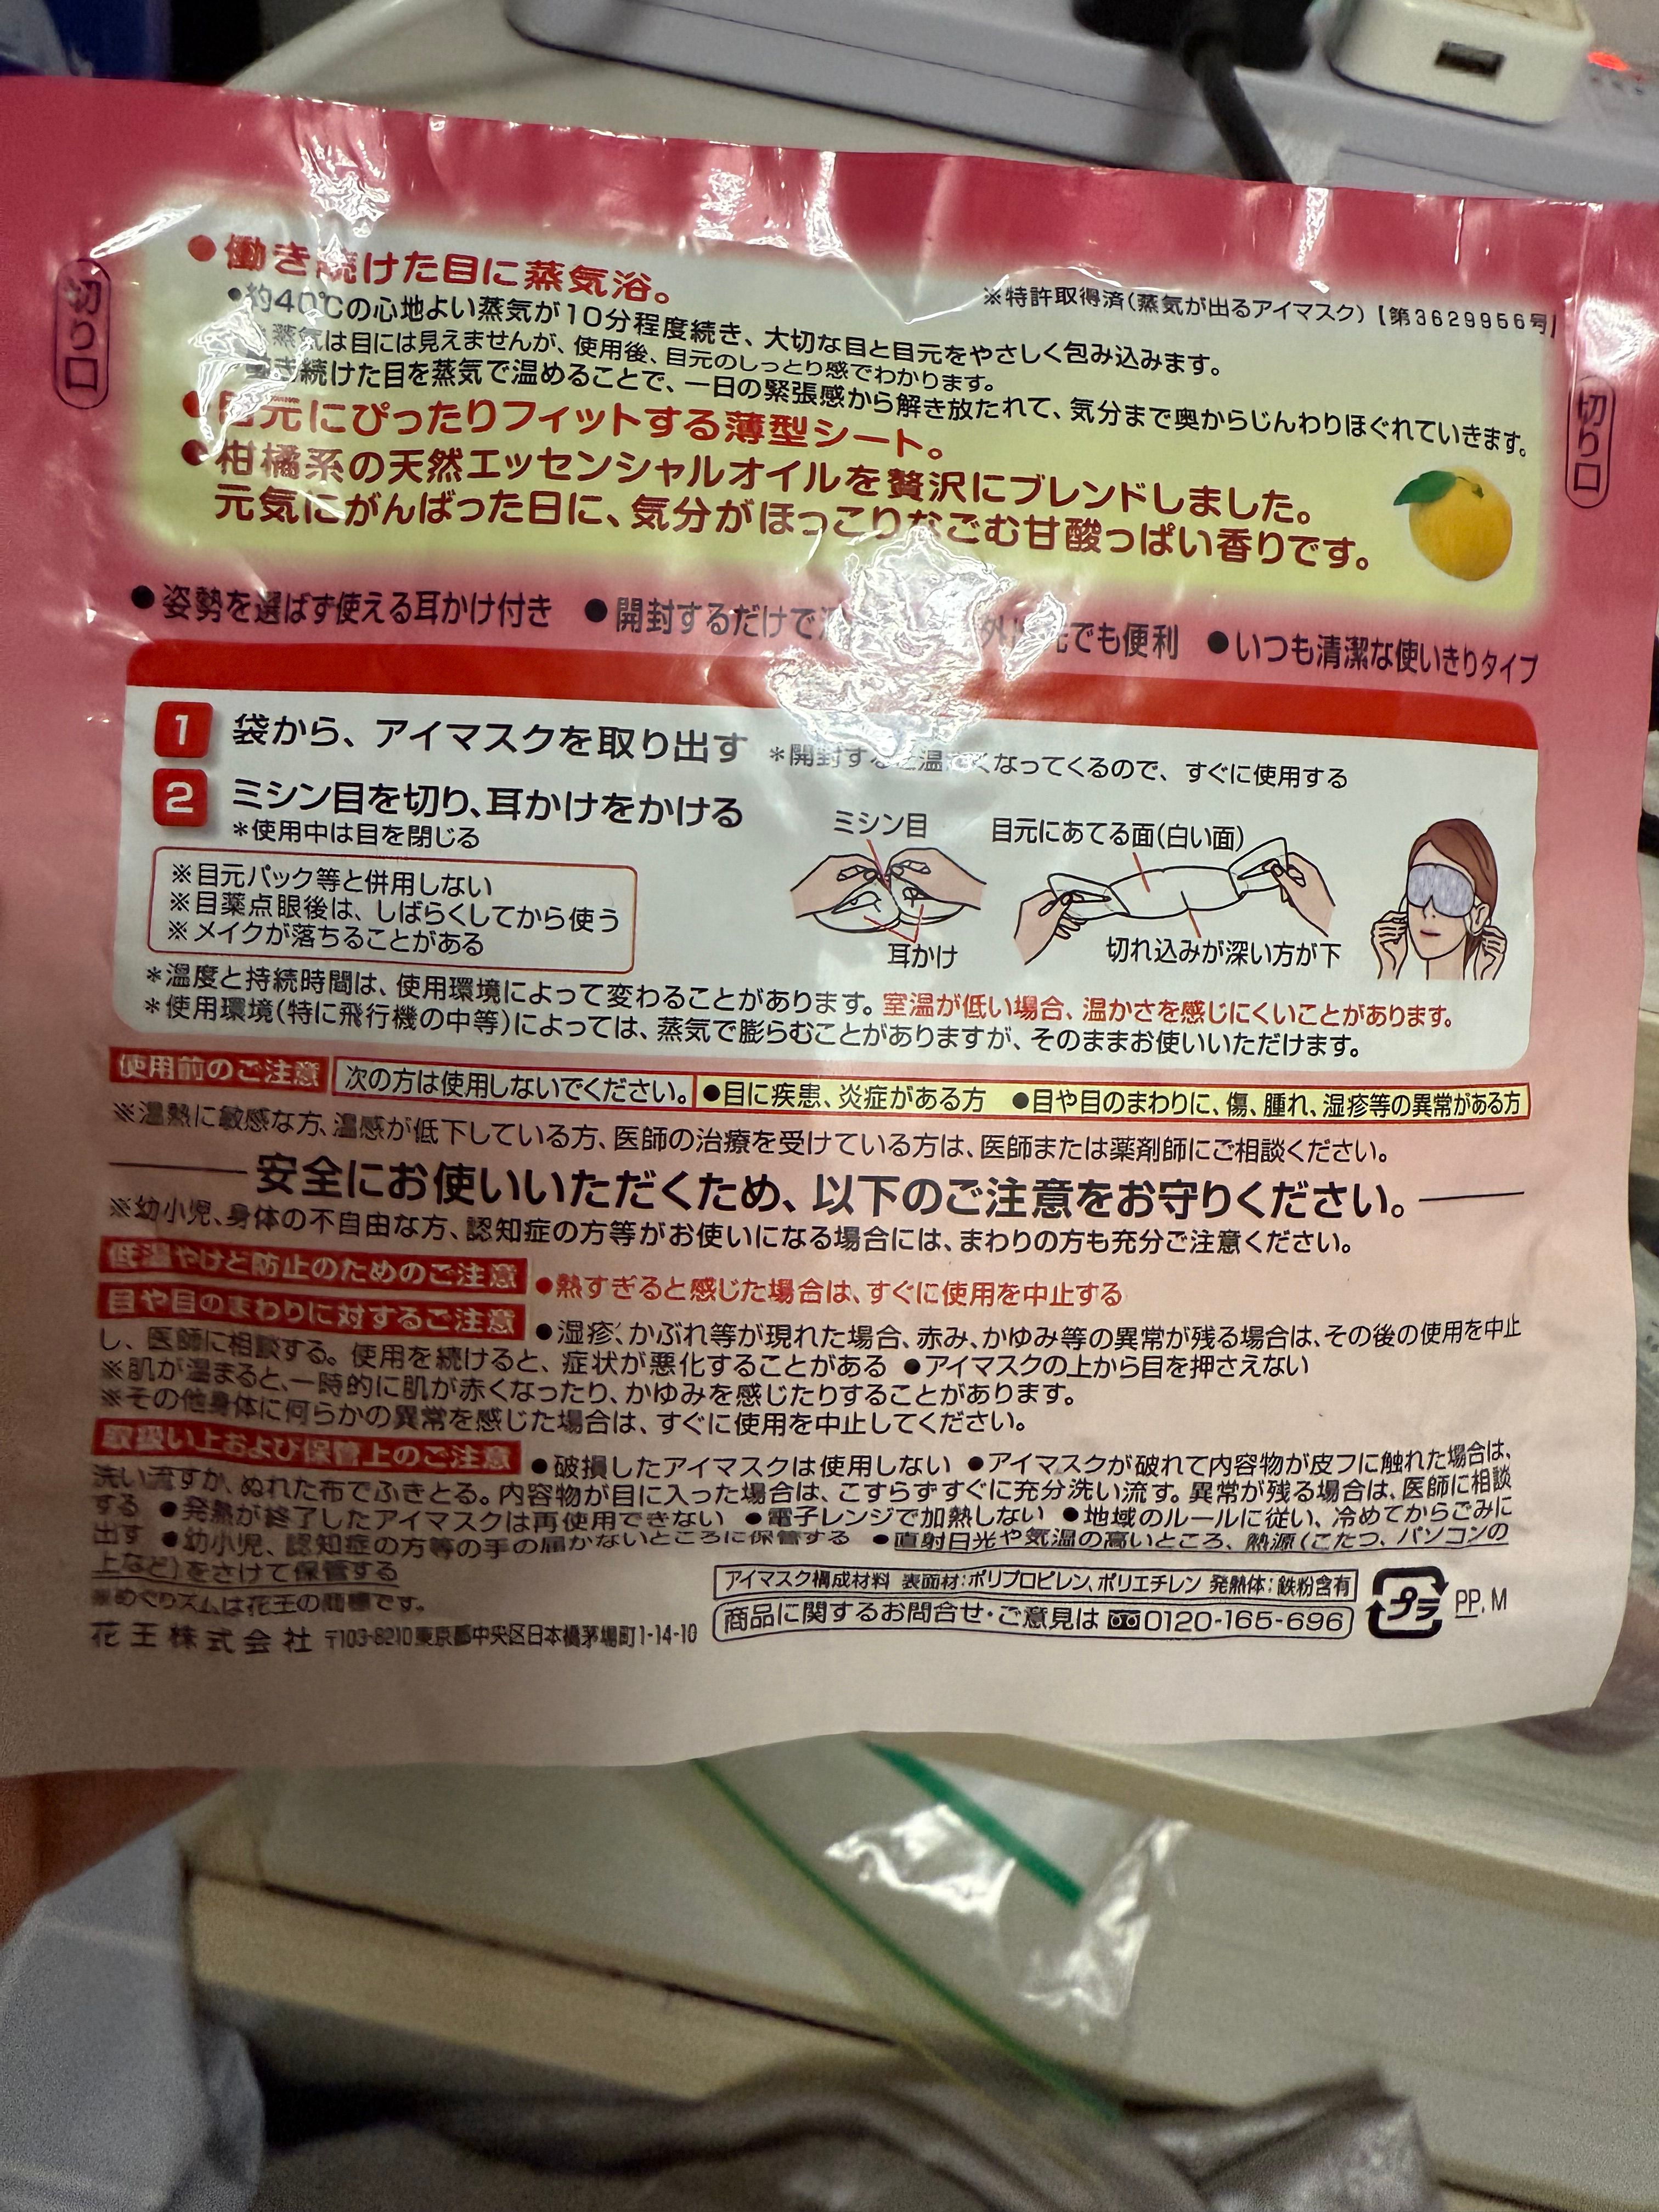 切り口
●働き続けた目に蒸気浴。
※特許取得済(蒸気が出るアイマスク)【第3629956号】
●約40℃の心地よい蒸気が10分程度続き、大切な目と目元をやさしく包み込みます。
蒸気は目には見えませんが、使用後、目元のしっとり感でわかります。
働き続けた目を蒸気で温めることで、一日の緊張感から解き放たれて、気分まで奥からじんわりほぐれていきます。
●目元にぴったりフィットする薄型シート。
●柑橘系の天然エッセンシャルオイルを贅沢にブレンドしました。
元気にがんばった日に、気分がほっこりなごむ甘酸っぱい香りです。
切り口
●姿勢を選ばず使える耳かけ付き ●開封するだけで 外出先でも便利 ●いつも清潔な使いきりタイプ
1 袋から、アイマスクを取り出す *開封すると温かくなってくるので、すぐに使用する
2 ミシン目を切り、耳かけをかける
*使用中は目を閉じる
※目元パック等と併用しない
※目薬点眼後は、しばらくしてから使う
※メイクが落ちることがある
ミシン目
耳かけ
目元にあてる面(白い面)
切れ込みが深い方が下
*温度と持続時間は、使用環境によって変わることがあります。室温が低い場合、温かさを感じにくいことがあります。
*使用環境(特に飛行機の中等)によっては、蒸気で膨らむことがありますが、そのままお使いいただけます。
使用前のご注意 次の方は使用しないでください。 ●目に疾患、炎症がある方 ●目や目のまわりに、傷、腫れ、湿疹等の異常がある方
※温熱に敏感な方、温感が低下している方、医師の治療を受けている方は、医師または薬剤師にご相談ください。
安全にお使いいただくため、以下のご注意をお守りください。
※幼小児、身体の不自由な方、認知症の方等がお使いになる場合には、まわりの方も充分ご注意ください。
低温やけど防止のためのご注意 ●熱すぎると感じた場合は、すぐに使用を中止する
目や目のまわりに対するご注意 ●湿疹、かぶれ等が現れた場合、赤み、かゆみ等の異常が残る場合は、その後の使用を中止
し、医師に相談する。使用を続けると、症状が悪化することがある ●アイマスクの上から目を押さえない
※肌が温まると、一時的に肌が赤くなったり、かゆみを感じたりすることがあります。
※その他身体に何らかの異常を感じた場合は、すぐに使用を中止してください。
取扱い上および保管上のご注意 ●破損したアイマスクは使用しない ●アイマスクが破れて内容物が皮フに触れた場合は、
洗い流すか、ぬれた布でふきとる。内容物が目に入った場合は、こすらずすぐに充分洗い流す。異常が残る場合は、医師に相談
する ●発熱が終了したアイマスクは再使用できない ●電子レンジで加熱しない ●地域のルールに従い、冷めてからごみに
出す ●幼小児、認知症の方等の手の届かないところに保管する ●直射日光や気温の高いところ、熱源(こたつ、パソコンの
上など)をさけて保管する
※めぐりズムは花王の商標です。
花王株式会社 〒103-8210東京都中央区日本橋茅場町1-14-10
アイマスク構成材料 表面材:ポリプロピレン、ポリエチレン 発熱体:鉄粉含有
商品に関するお問合せ・ご意見は 0120-165-696
プラ PP, M